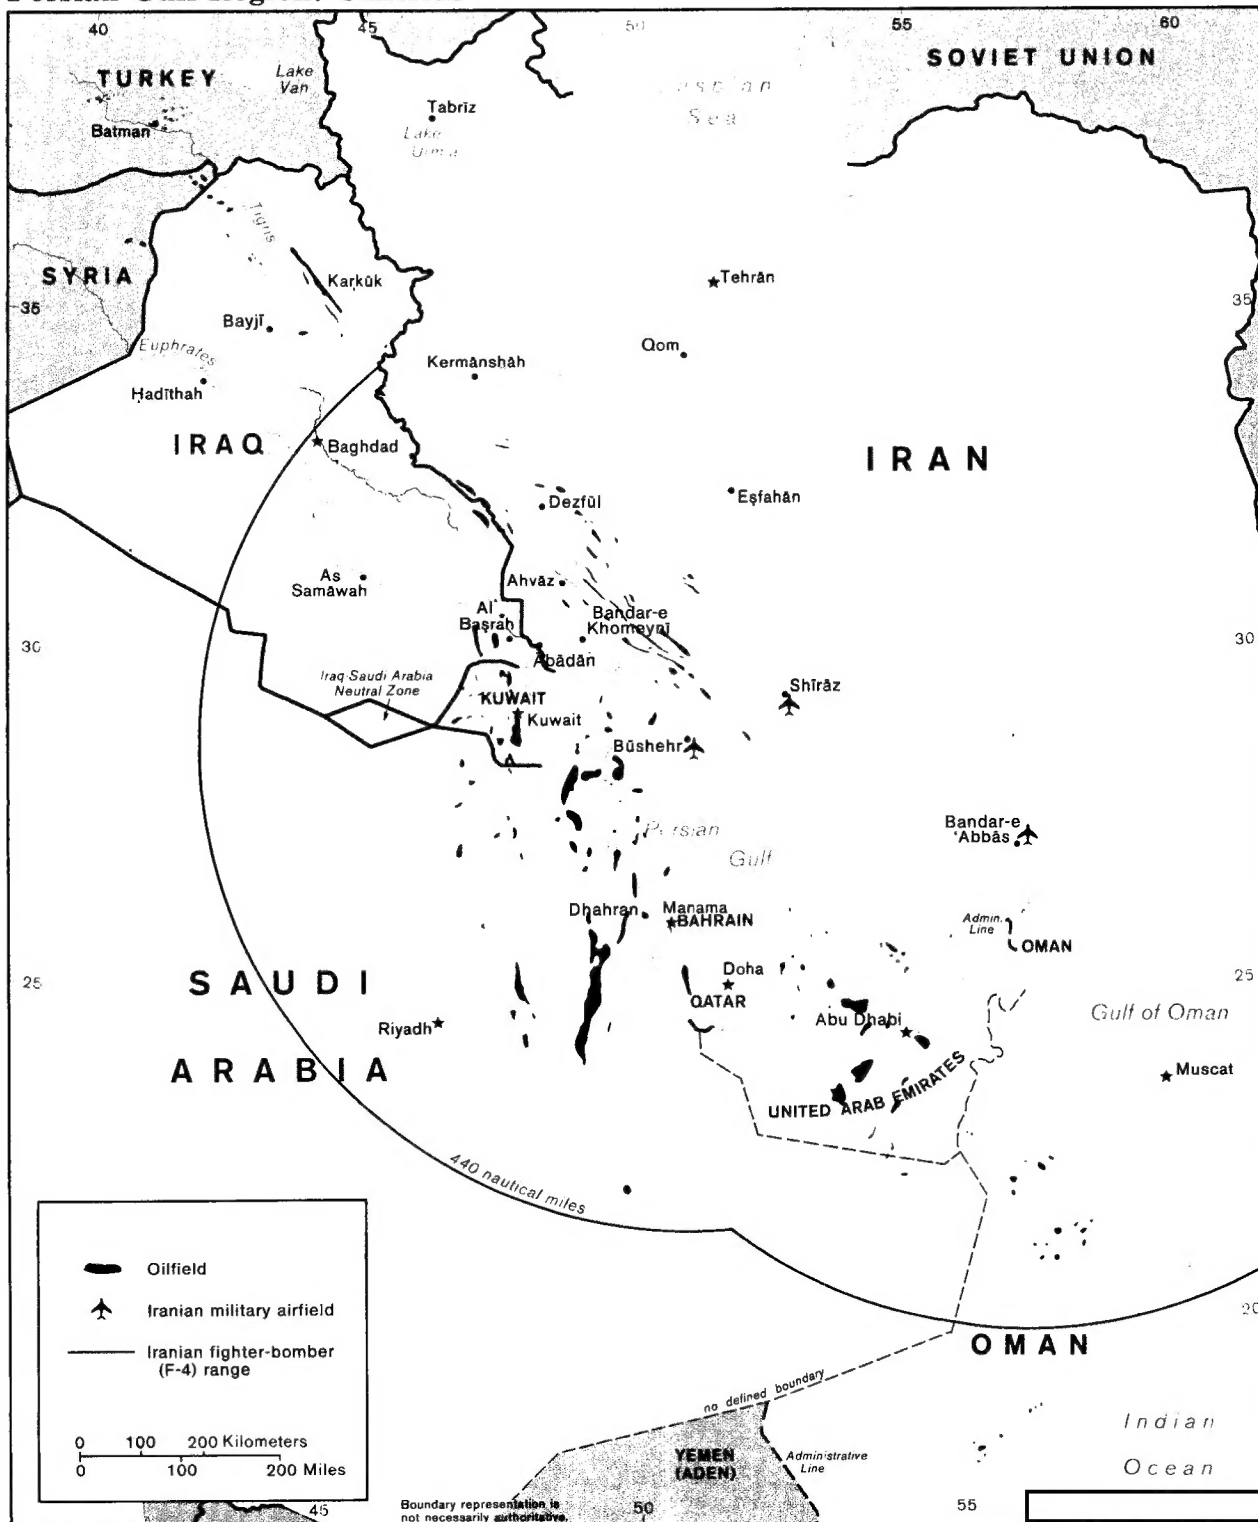 40
45
50
55
60
TURKEY
Lake
Van
SOVIET UNION
Sea
Batman
Tabrīz
Lake
Tigris
SYRIA
35
Karkūk
Tehrān
35
Bayjī
Euphrates
Qom
Kermānshāh
Ḥadīthah
IRAQ
Baghdad
IRAN
Dezfūl
Eşfahān
As
Samāwah
Ahvāz
Al
Başrah
Bandar-e
Khomeynī
30
Ābādān
30
Iraq-Saudi Arabia
Neutral Zone
KUWAIT
Kuwait
Shīrāz
Būshehr
Persian
Gulf
Bandar-e
'Abbās
Dhahran
Manama
BAHRAIN
Admin.
Line
OMAN
25
SAUDI
Doha
QATAR
25
Riyadh
Abu Dhabi
Gulf of Oman
ARABIA
Muscat
UNITED ARAB EMIRATES
440 nautical miles
Oilfield
Iranian military airfield
Iranian fighter-bomber
(F-4) range
0 100 200 Kilometers
0 100 200 Miles
20
OMAN
no defined boundary
YEMEN
(ADEN)
Administrative
Line
Indian
Ocean
45
Boundary representation is
not necessarily authoritative.
50
55